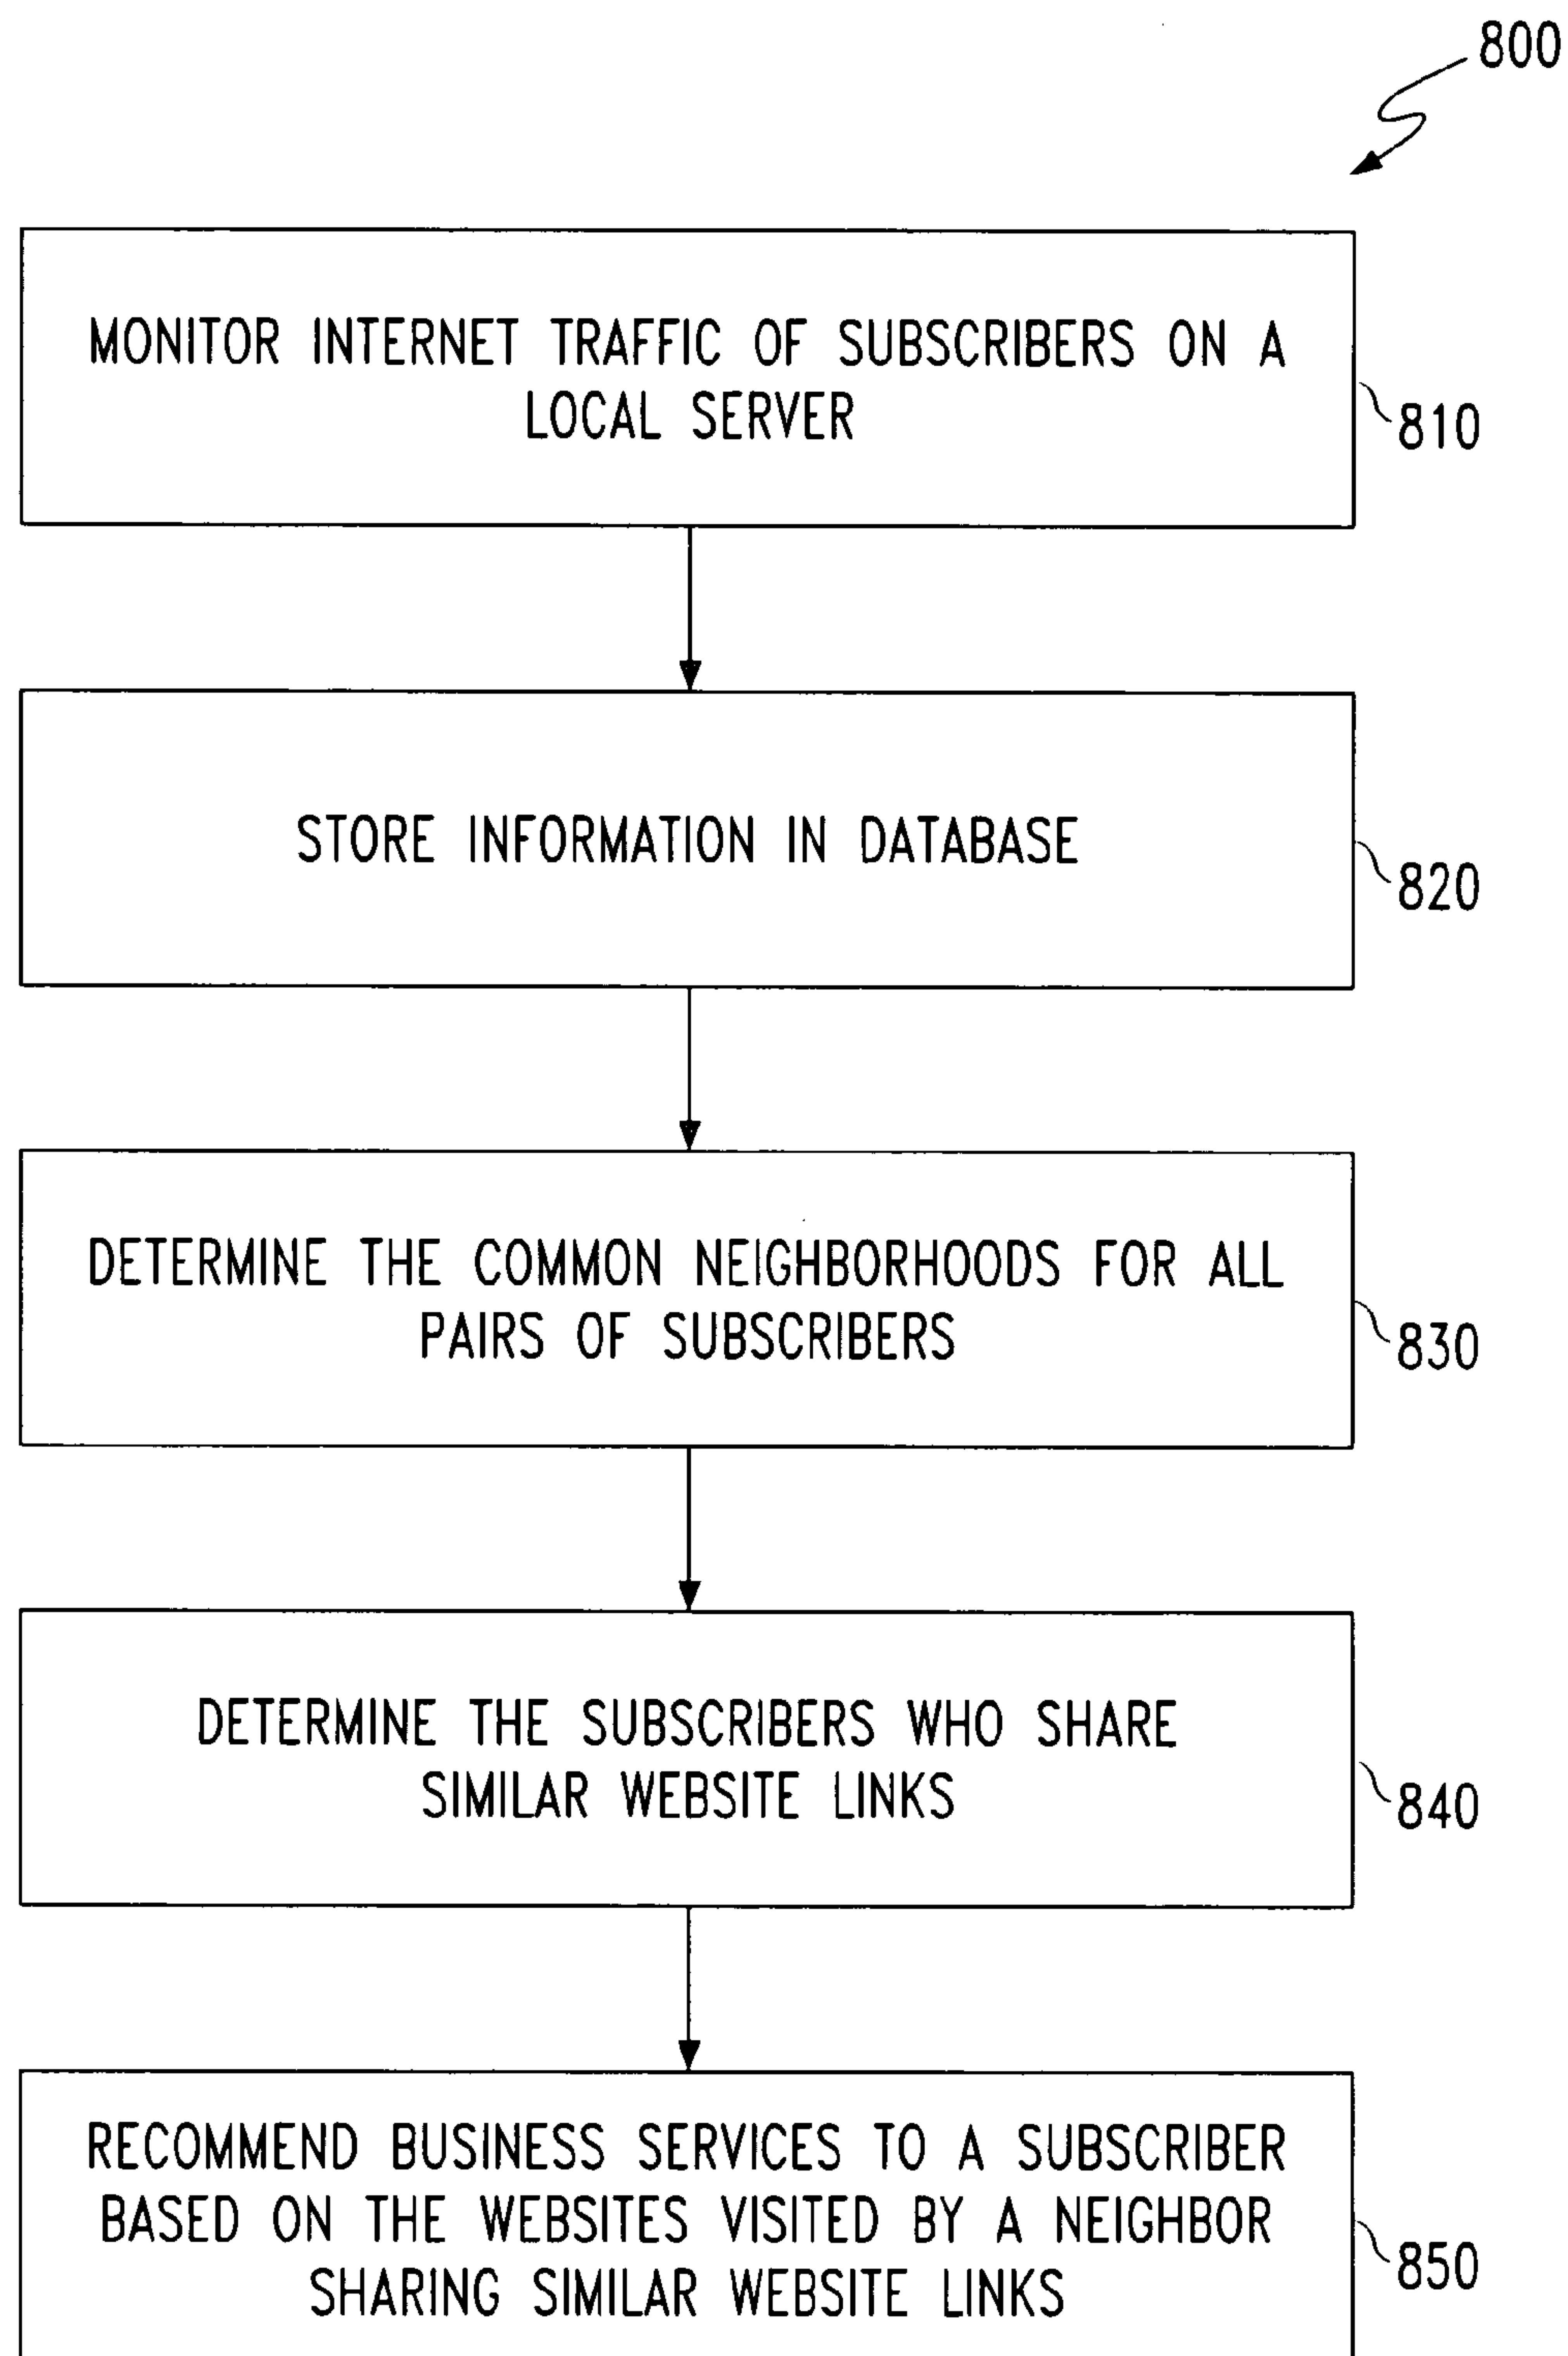 800
MONITOR INTERNET TRAFFIC OF SUBSCRIBERS ON A
LOCAL SERVER
810
STORE INFORMATION IN DATABASE
820
DETERMINE THE COMMON NEIGHBORHOODS FOR ALL
PAIRS OF SUBSCRIBERS
830
DETERMINE THE SUBSCRIBERS WHO SHARE
SIMILAR WEBSITE LINKS
840
RECOMMEND BUSINESS SERVICES TO A SUBSCRIBER
BASED ON THE WEBSITES VISITED BY A NEIGHBOR
SHARING SIMILAR WEBSITE LINKS
850